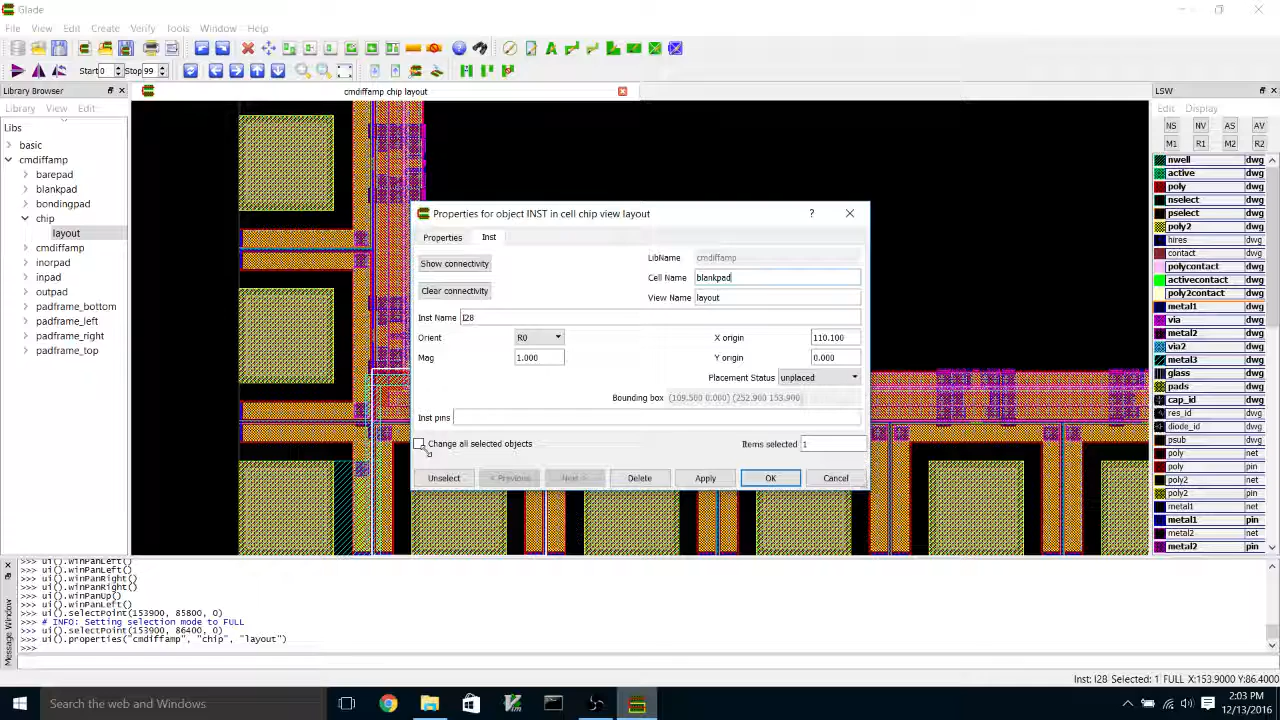 Glade
File View Edit Create Verify Tools Window Help
Start 0 Stop 99
Library Browser
cmdiffamp chip layout
LSW
Library View Edit
Edit Display
Libs
basic
cmdiffamp
barepad
blankpad
bondingpad
chip
layout
cmdiffamp
inorpad
inpad
outpad
padframe_bottom
padframe_left
padframe_right
padframe_top
Properties for object INST in cell chip view layout
?
Properties Inst
Show connectivity
LibName cmdiffamp
Cell Name blankpad
Clear connectivity
View Name layout
Inst Name I28
Orient R0
X origin 110.100
Mag 1.000
Y origin 0.000
Placement Status unplaced
Bounding box (109.500 0.000) (252.900 153.900)
Inst pins
Change all selected objects
Items selected 1
Unselect < Previous Next > Delete Apply OK Cancel
NS NV AS AV
M1 R1 M2 R2
nwell dwg
active dwg
poly dwg
nselect dwg
pselect dwg
poly2 dwg
hires dwg
contact dwg
polycontact dwg
activecontact dwg
poly2contact dwg
metal1 dwg
via dwg
metal2 dwg
via2 dwg
metal3 dwg
glass dwg
pads dwg
cap_id dwg
res_id dwg
diode_id dwg
psub dwg
poly net
poly pin
poly2 net
poly2 pin
metal1 net
metal1 pin
metal2 net
metal2 pin
Message Window
>>> ui().winPanLeft()
>>> ui().winPanLeft()
>>> ui().winPanRight()
>>> ui().winPanRight()
>>> ui().winPanUp()
>>> ui().winPanLeft()
>>> ui().selectPoint(153900, 85800, 0)
>>> # INFO: Setting selection mode to FULL
>>> ui().selectPoint(153900, 86400, 0)
>>> ui().properties("cmdiffamp", "chip", "layout")
>>>
Inst: I28 Selected: 1 FULL X:153.9000 Y:86.4000
Search the web and Windows
2:03 PM
12/13/2016